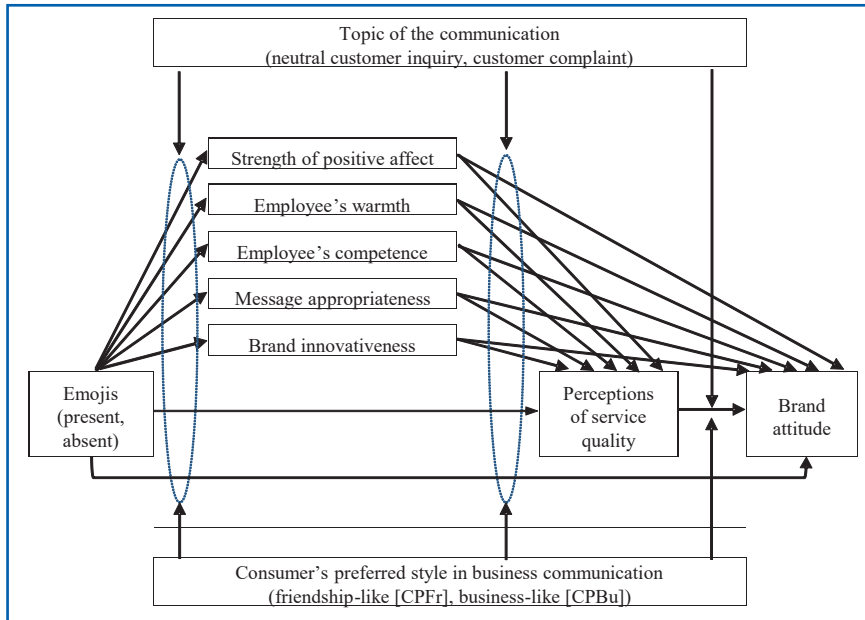 Topic of the communication
(neutral customer inquiry, customer complaint)
Strength of positive affect
Employee's warmth
Employee's competence
Message appropriateness
Brand innovativeness
Emojis
(present,
absent)
Perceptions
of service
quality
Brand
attitude
Consumer's preferred style in business communication
(friendship-like [CPFr], business-like [CPBu])